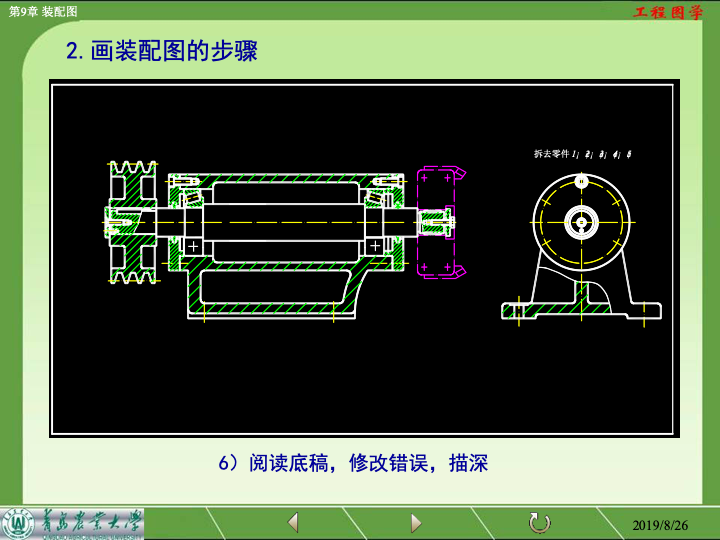 第9章 装配图
工程图学
2.画装配图的步骤
拆去零件 1; 2; 3; 4; 5
6）阅读底稿，修改错误，描深
青岛农业大学
2019/8/26